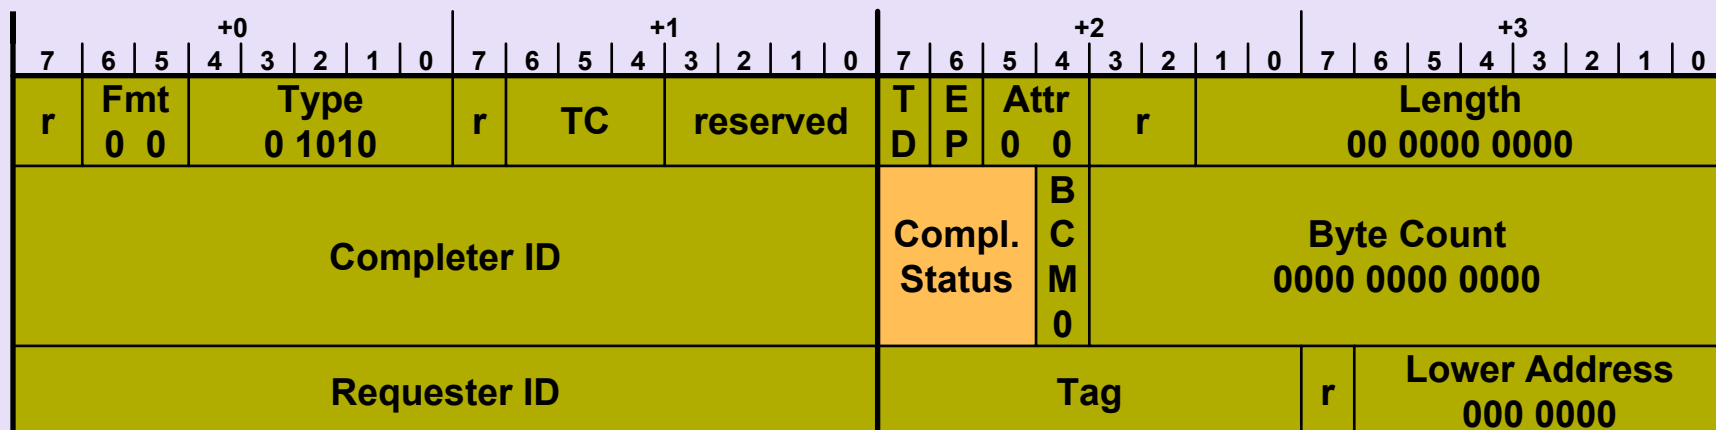 +0 +1 +2 +3
7 6 5 4 3 2 1 0 7 6 5 4 3 2 1 0 7 6 5 4 3 2 1 0 7 6 5 4 3 2 1 0
r Fmt Type r TC reserved T E Attr r Length
0 0 0 1010 D P 0 0 00 0000 0000
Completer ID Compl. B Byte Count
Status C 0000 0000 0000
M
0
Requester ID Tag r Lower Address
000 0000